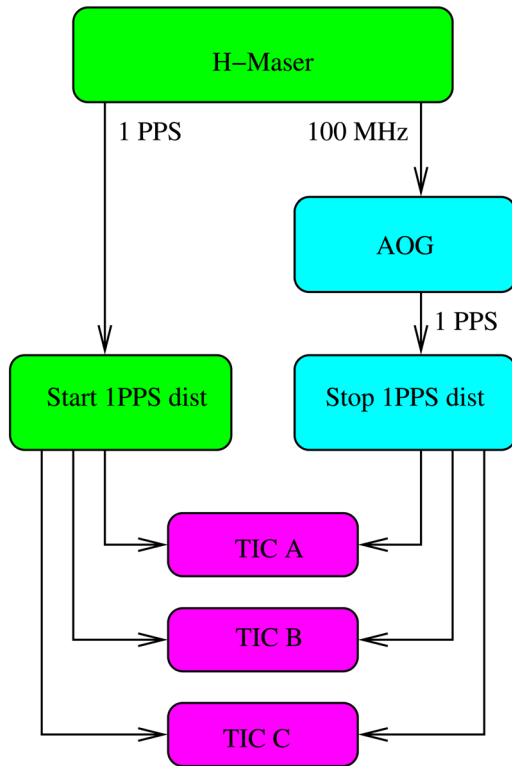 H−Maser
1 PPS
100 MHz
AOG
1 PPS
Start 1PPS dist
Stop 1PPS dist
TIC A
TIC B
TIC C